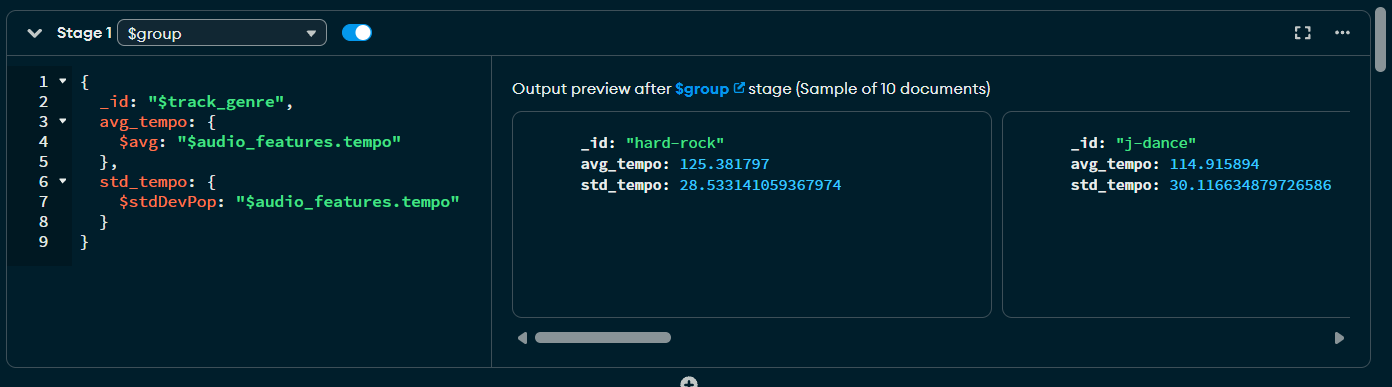 Stage 1 $group
1 {
2 _id: "$track_genre",
3 avg_tempo: {
4 $avg: "$audio_features.tempo"
5 },
6 std_tempo: {
7 $stdDevPop: "$audio_features.tempo"
8 }
9 }
Output preview after $group stage (Sample of 10 documents)
_id: "hard-rock"
avg_tempo: 125.381797
std_tempo: 28.533141059367974
_id: "j-dance"
avg_tempo: 114.915894
std_tempo: 30.116634879726586